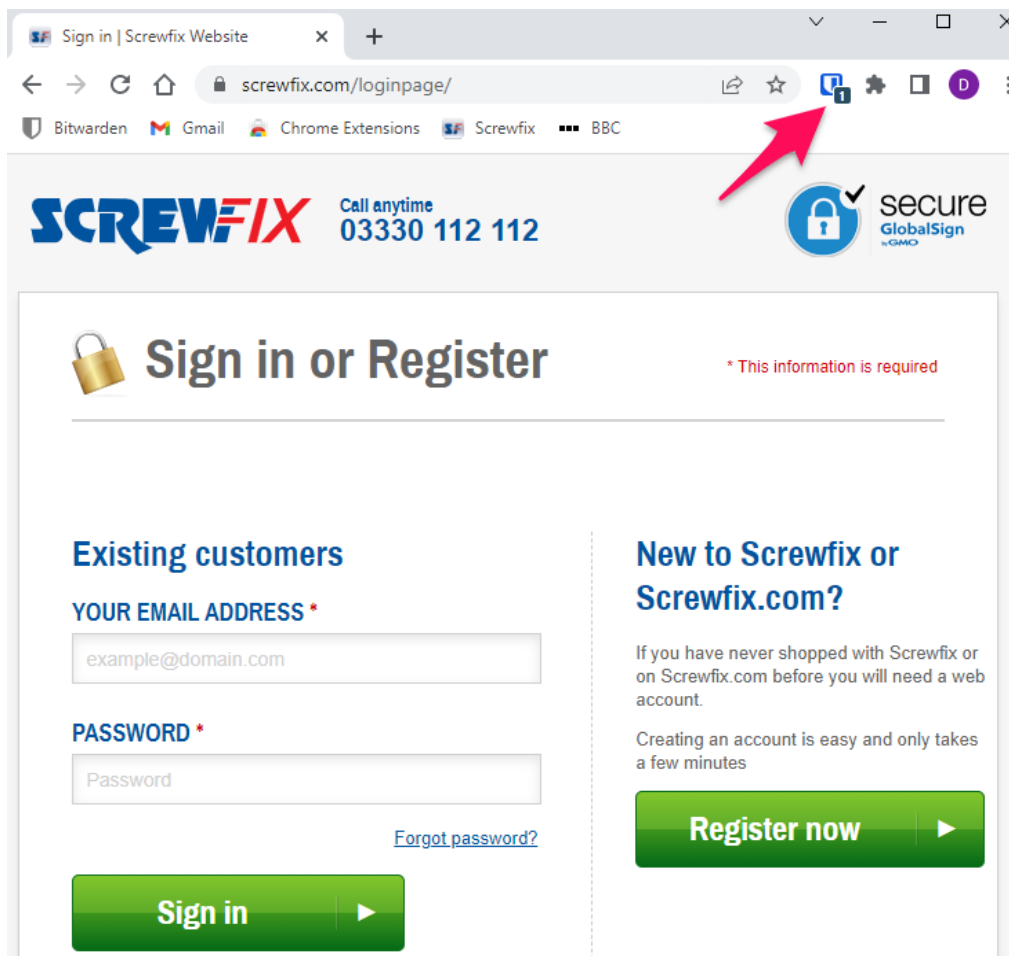 SF Sign in | Screwfix Website
screwfix.com/loginpage/
1
D
Bitwarden Gmail Chrome Extensions SF Screwfix BBC
SCREWFIX
Call anytime
03330 112 112
secure
GlobalSign
by GMO
Sign in or Register
* This information is required
Existing customers
YOUR EMAIL ADDRESS *
example@domain.com
PASSWORD *
Password
Forgot password?
Sign in
New to Screwfix or
Screwfix.com?
If you have never shopped with Screwfix or
on Screwfix.com before you will need a web
account.
Creating an account is easy and only takes
a few minutes
Register now